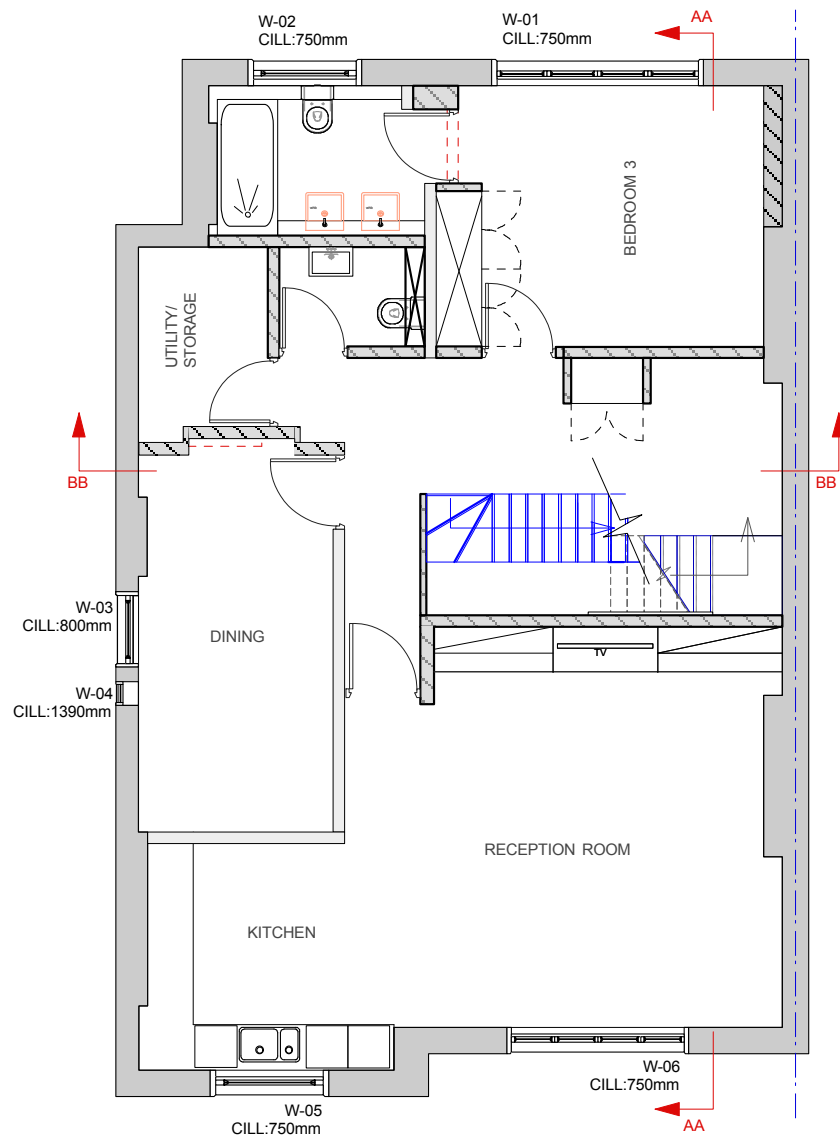 W-02
CILL:750mm
W-01
CILL:750mm
AA
BEDROOM 3
UTILITY/
STORAGE
BB
BB
W-03
CILL:800mm
DINING
TV
W-04
CILL:1390mm
RECEPTION ROOM
KITCHEN
W-06
CILL:750mm
W-05
CILL:750mm
AA